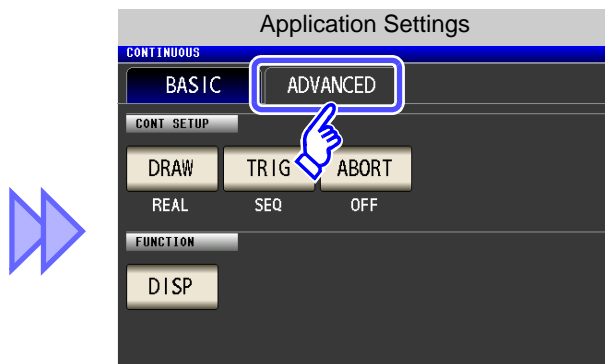 Application Settings
CONTINUOUS
BASIC ADVANCED
CONT SETUP
DRAW TRIG ABORT
REAL SEQ OFF
FUNCTION
DISP